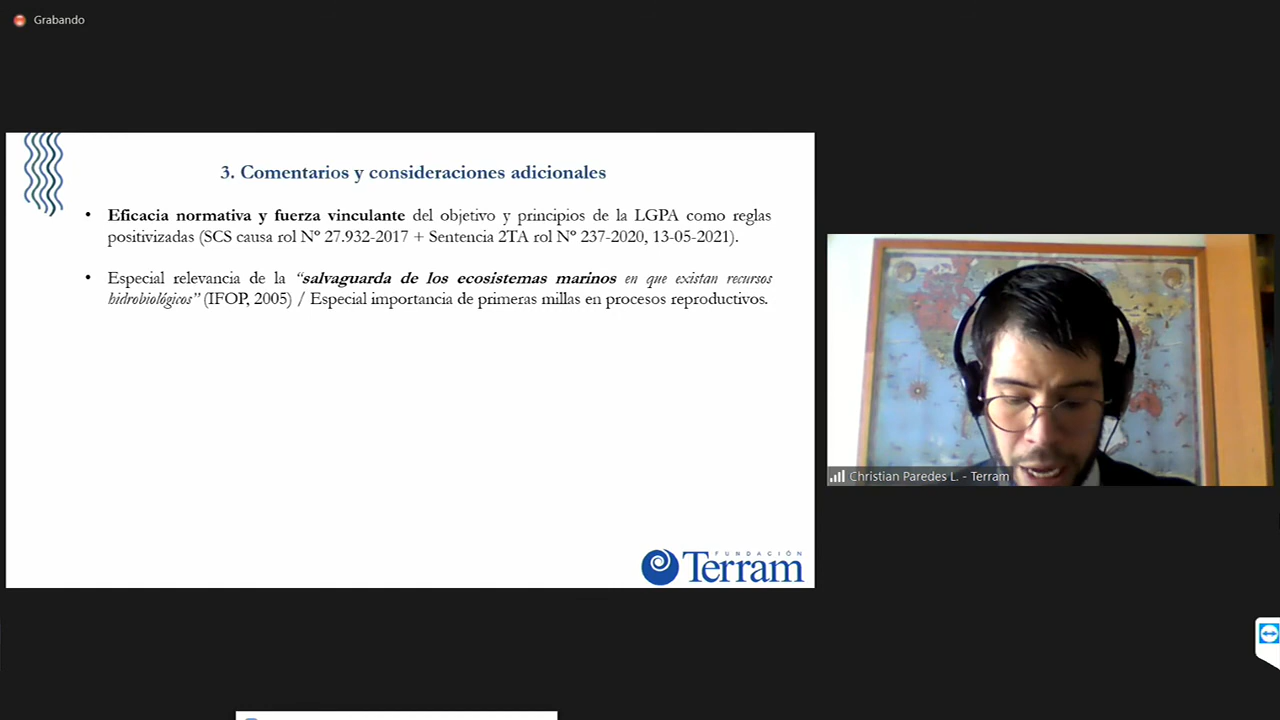 Grabando
3. Comentarios y consideraciones adicionales
• Eficacia normativa y fuerza vinculante del objetivo y principios de la LGPA como reglas
positivizadas (SCS causa rol Nº 27.932-2017 + Sentencia 2TA rol Nº 237-2020, 13-05-2021).
• Especial relevancia de la “salvaguarda de los ecosistemas marinos en que existan recursos
hidrobiológicos” (IFOP, 2005) / Especial importancia de primeras millas en procesos reproductivos.
Christian Paredes L. - Terram
FUNDACIÓN
Terram